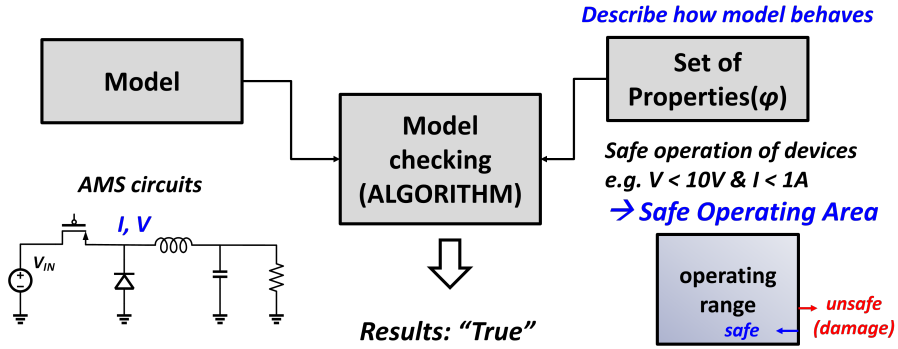 Describe how model behaves
Model
Set of
Properties(φ)
Model
checking
(ALGORITHM)
Safe operation of devices
e.g. V < 10V & I < 1A
→ Safe Operating Area
AMS circuits
I, V
VIN
operating
range
safe
unsafe
(damage)
Results: “True”